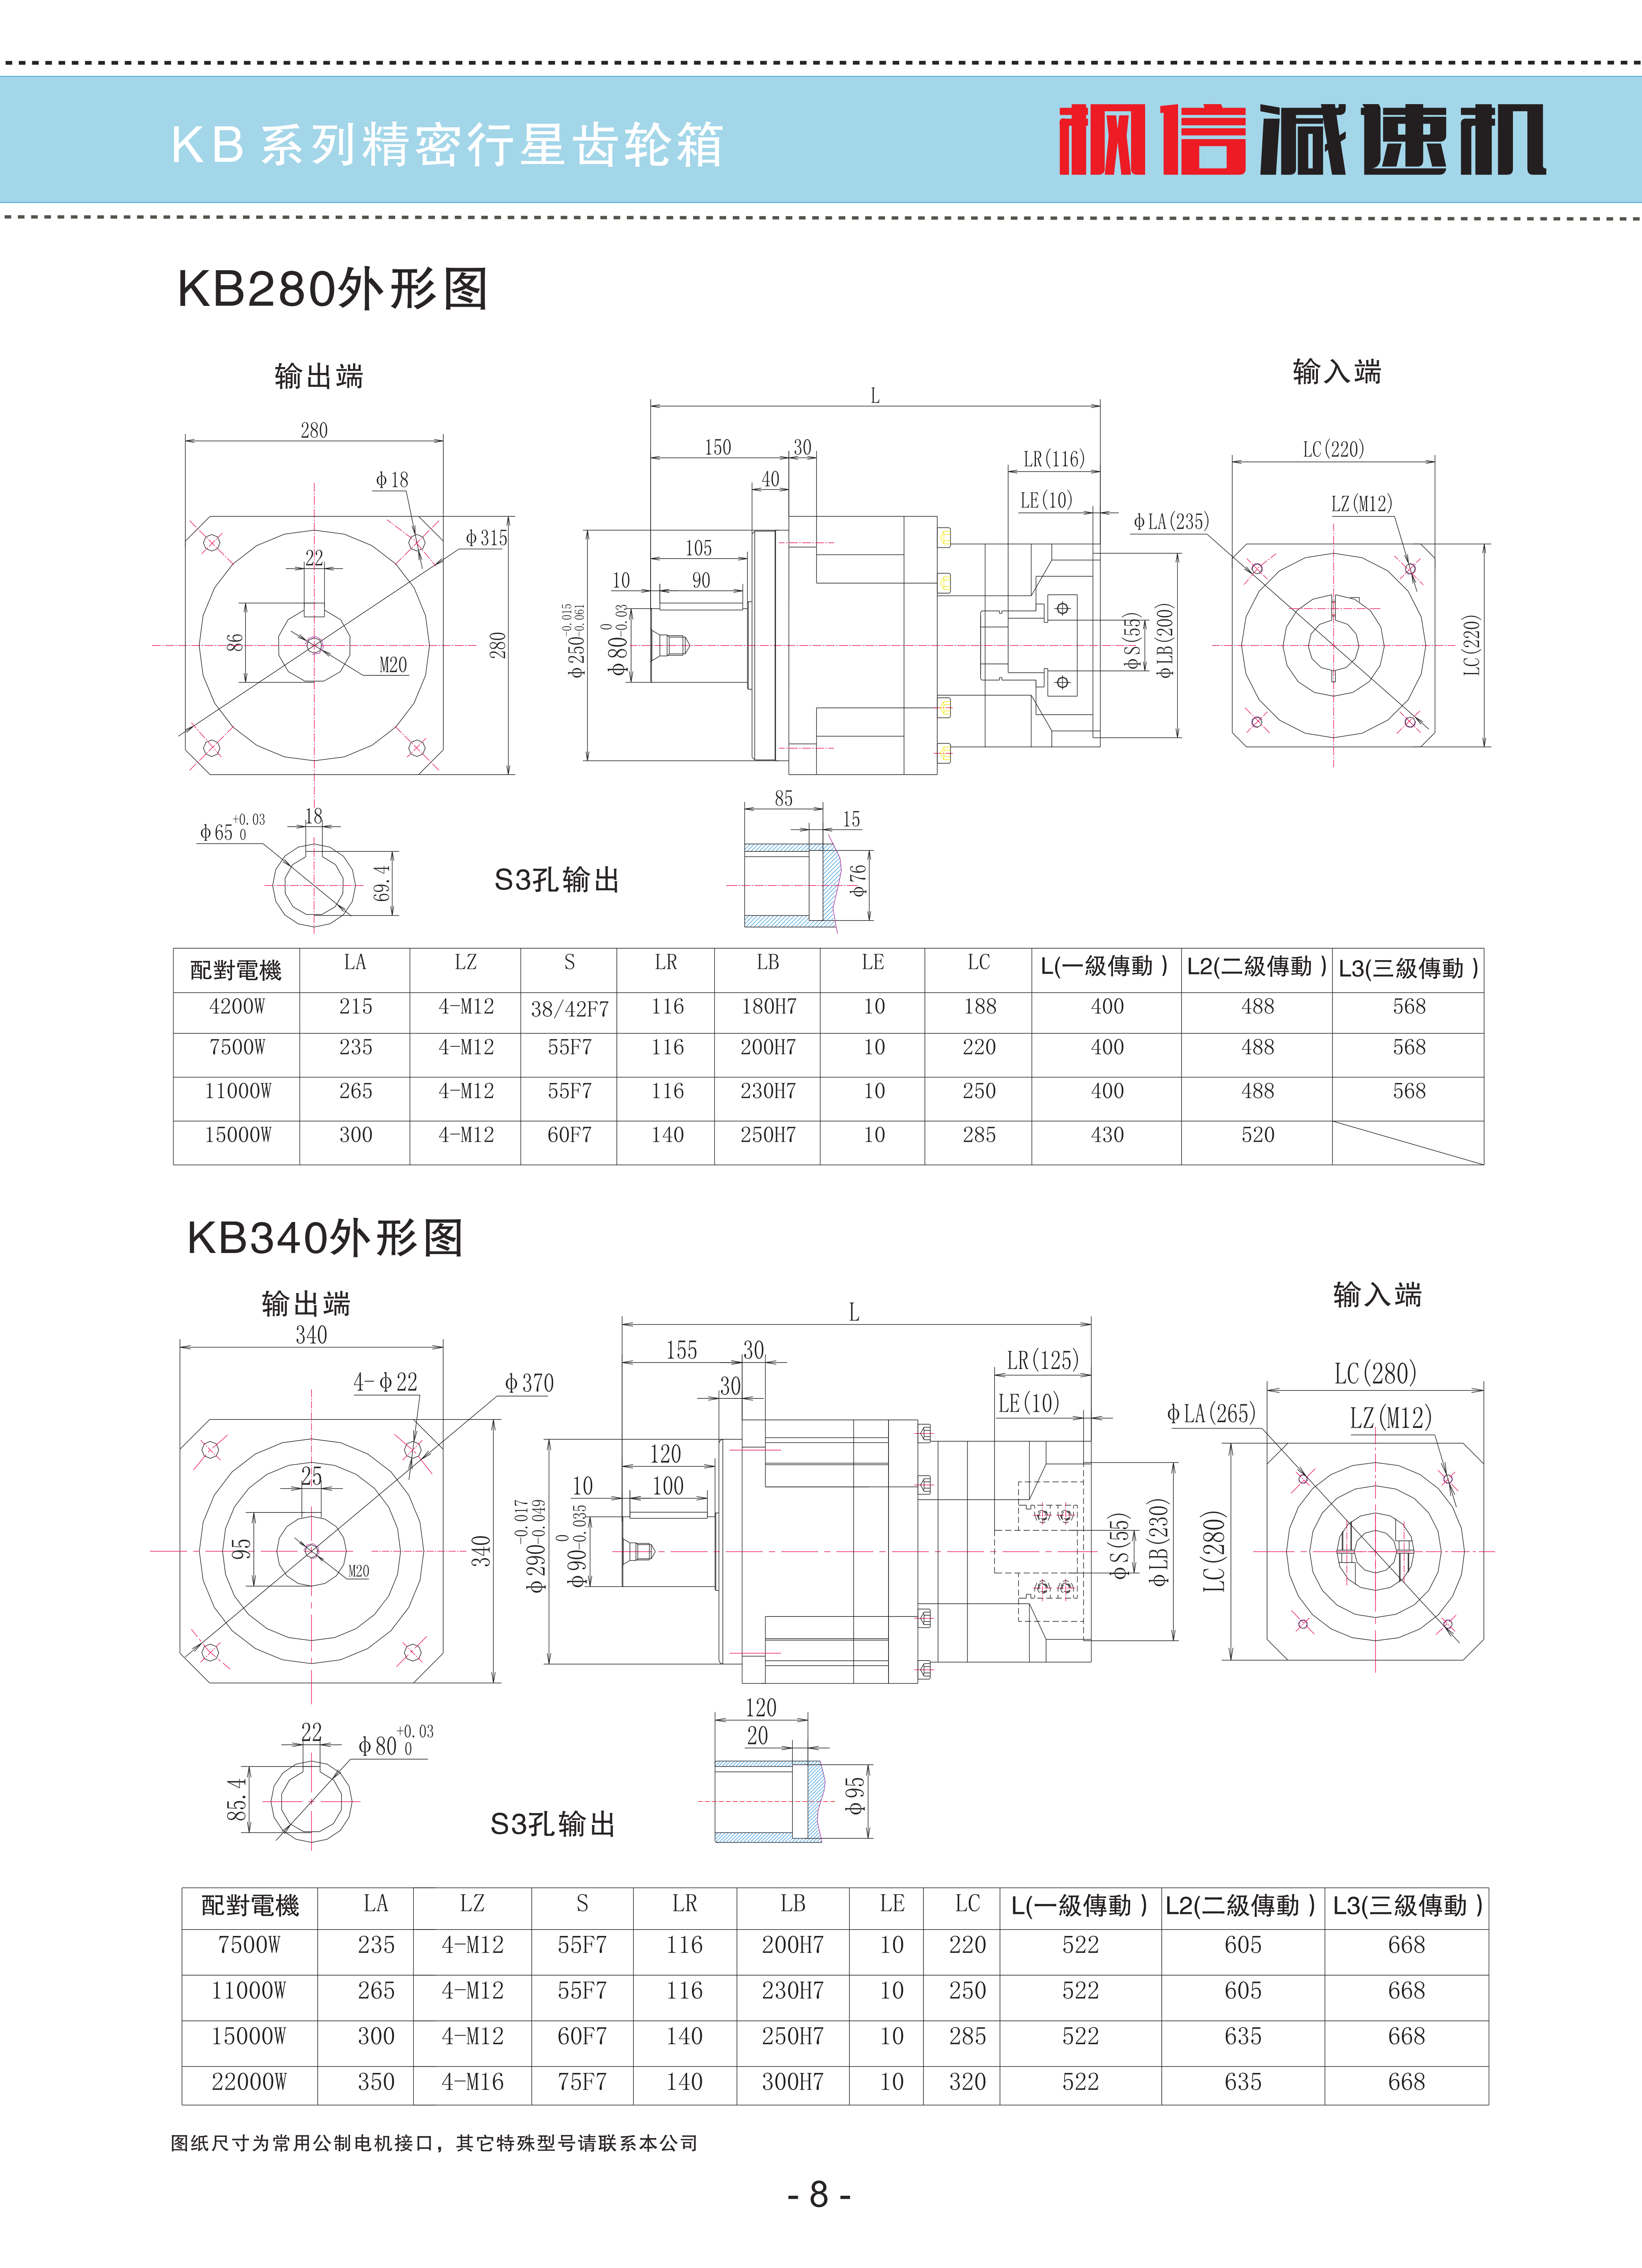 KB系列精密行星齿轮箱
枫信减速机
KB280外形图
输出端
输入端
L
280
150
30
LR(116)
LC(220)
φ18
40
LE(10)
LZ(M12)
φLA(235)
φ315
22
105
10
90
86
M20
280
φ250-0.015-0.061
φ80 0 -0.03
φS(55)
φLB(200)
LC(220)
φ65+0.03 0
18
69.4
S3孔输出
85
15
φ76
配對電機 LA LZ S LR LB LE LC L(一級傳動) L2(二級傳動) L3(三級傳動)
4200W 215 4-M12 38/42F7 116 180H7 10 188 400 488 568
7500W 235 4-M12 55F7 116 200H7 10 220 400 488 568
11000W 265 4-M12 55F7 116 230H7 10 250 400 488 568
15000W 300 4-M12 60F7 140 250H7 10 285 430 520
KB340外形图
输出端
输入端
L
340
155
30
LR(125)
LC(280)
4-φ22
φ370
30
LE(10)
φLA(265)
LZ(M12)
25
120
10
100
95
M20
340
φ290-0.017-0.049
φ90 0 -0.035
φS(55)
φLB(230)
LC(280)
22
φ80+0.03 0
85.4
S3孔输出
120
20
φ95
配對電機 LA LZ S LR LB LE LC L(一級傳動) L2(二級傳動) L3(三級傳動)
7500W 235 4-M12 55F7 116 200H7 10 220 522 605 668
11000W 265 4-M12 55F7 116 230H7 10 250 522 605 668
15000W 300 4-M12 60F7 140 250H7 10 285 522 635 668
22000W 350 4-M16 75F7 140 300H7 10 320 522 635 668
图纸尺寸为常用公制电机接口，其它特殊型号请联系本公司
- 8 -